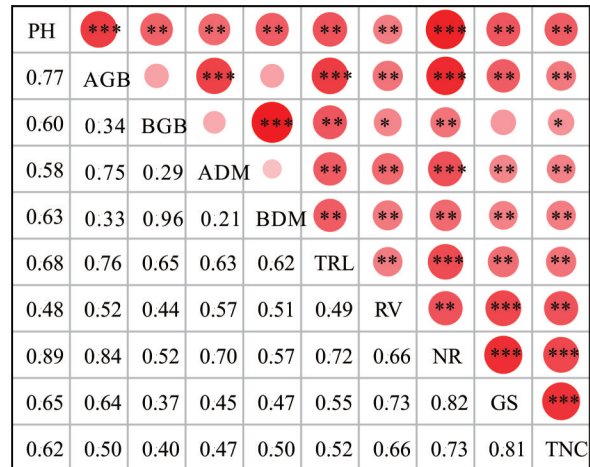 PH *** ** ** ** ** ** *** ** **
0.77 AGB *** *** ** *** ** **
0.60 0.34 BGB *** ** * ** *
0.58 0.75 0.29 ADM ** ** *** ** **
0.63 0.33 0.96 0.21 BDM ** ** ** ** **
0.68 0.76 0.65 0.63 0.62 TRL ** *** ** **
0.48 0.52 0.44 0.57 0.51 0.49 RV ** *** **
0.89 0.84 0.52 0.70 0.57 0.72 0.66 NR *** ***
0.65 0.64 0.37 0.45 0.47 0.55 0.73 0.82 GS ***
0.62 0.50 0.40 0.47 0.50 0.52 0.66 0.73 0.81 TNC